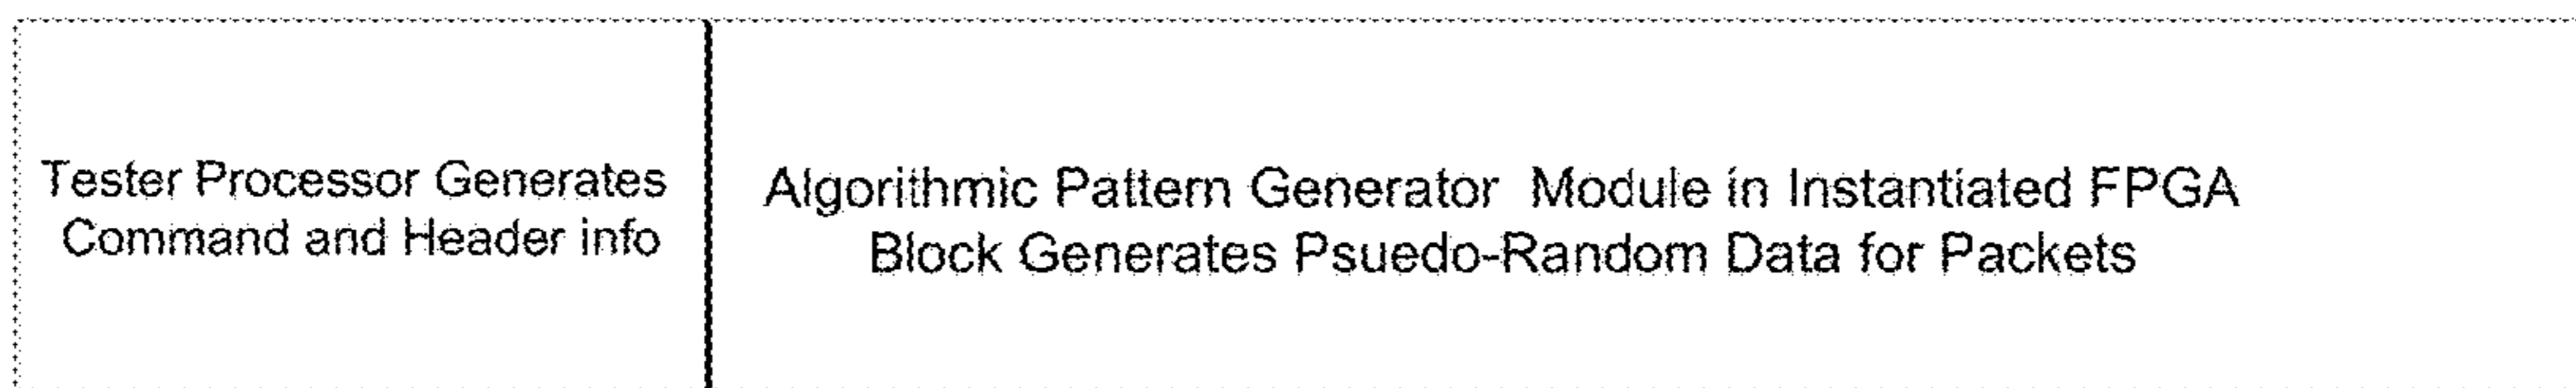 Tester Processor Generates
Command and Header info
Algorithmic Pattern Generator Module in Instantiated FPGA
Block Generates Psuedo-Random Data for Packets